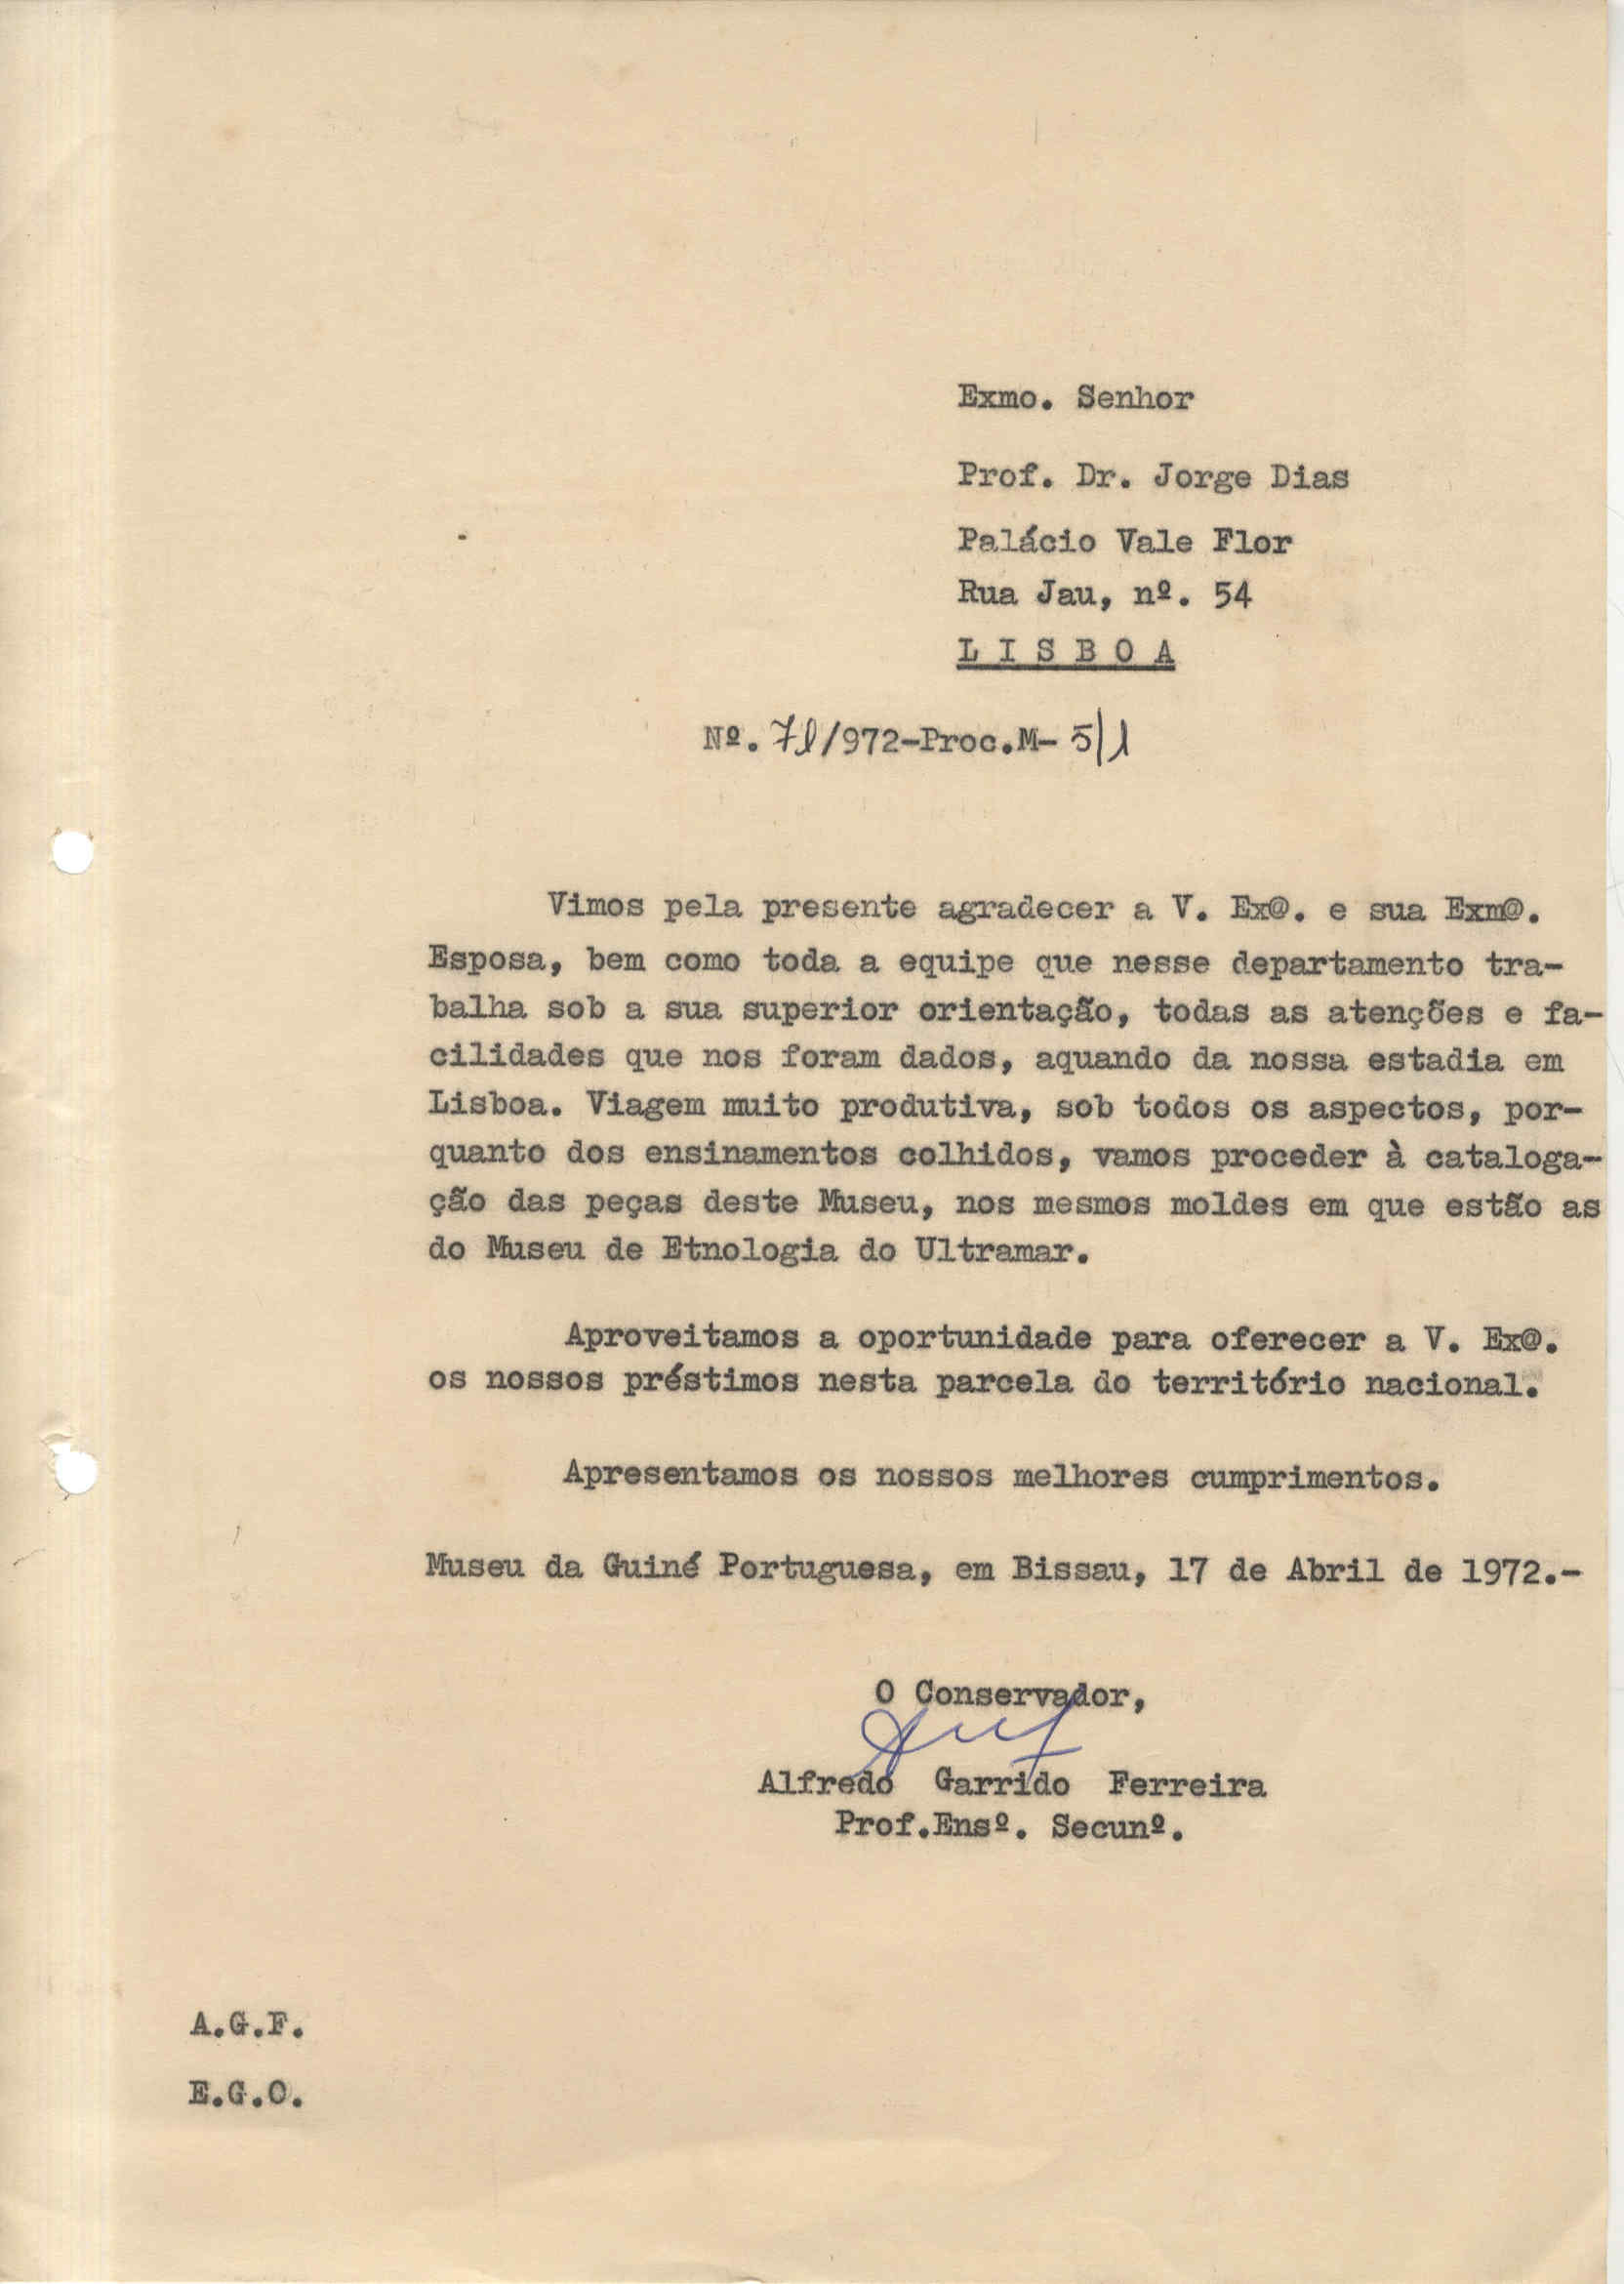 Exmo. Senhor
Prof. Dr. Jorge Dias
Palácio Vale Flor
Rua Jau, nº. 54
L I S B O A
Nº. 71/972-Proc.M- 5/1
Vimos pela presente agradecer a V. Ex@. e sua Exm@.
Esposa, bem como toda a equipe que nesse departamento tra-
balha sob a sua superior orientação, todas as atenções e fa-
cilidades que nos foram dados, aquando da nossa estadia em
Lisboa. Viagem muito produtiva, sob todos os aspectos, por-
quanto dos ensinamentos colhidos, vamos proceder à cataloga-
ção das peças deste Museu, nos mesmos moldes em que estão as
do Museu de Etnologia do Ultramar.
Aproveitamos a oportunidade para oferecer a V. Ex@.
os nossos préstimos nesta parcela do território nacional.
Apresentamos os nossos melhores cumprimentos.
Museu da Guiné Portuguesa, em Bissau, 17 de Abril de 1972.-
O Conservador,
Alfredo Garrido Ferreira
Prof.Ensº. Secunº.
A.G.F.
E.G.O.